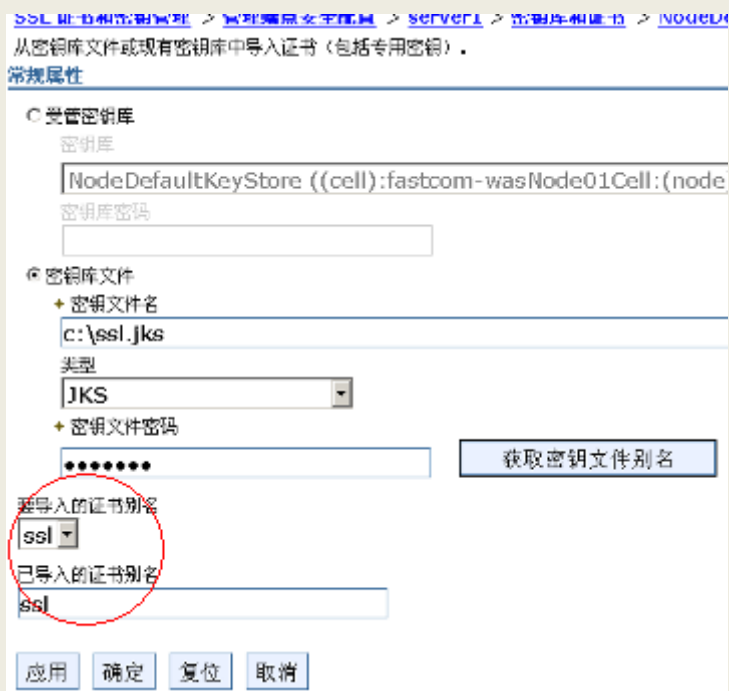 SSL 证书和密钥管理 > 管理端点安全配置 > server1 > 密钥库和证书 > NodeDe
从密钥库文件或现有密钥库中导入证书（包括专用密钥）.
常规属性
受管密钥库
密钥库
NodeDefaultKeyStore ((cell):fastcom-wasNode01Cell:(node)
密钥库密码
密钥库文件
+ 密钥文件名
c:\ssl.jks
类型
JKS
+ 密钥文件密码
●●●●●●●
获取密钥文件别名
要导入的证书别名
ssl
已导入的证书别名
ssl
应用 确定 复位 取消